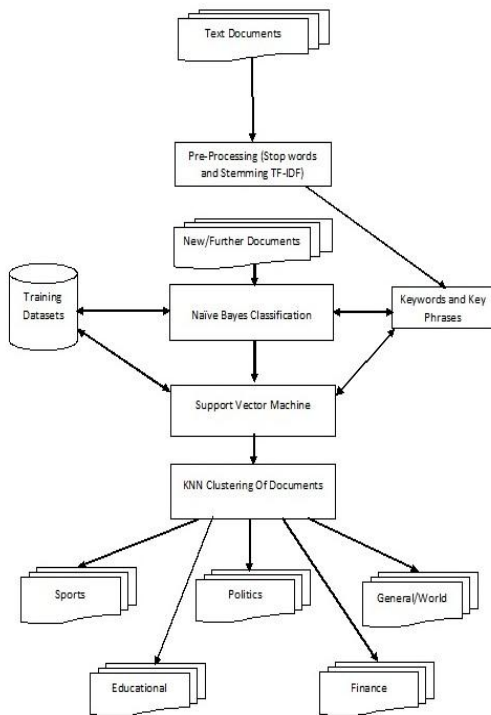 Text Documents
Pre-Processing (Stop words
and Stemming TF-IDF)
New/Further Documents
Training
Datasets
Naïve Bayes Classification
Keywords and Key
Phrases
Support Vector Machine
KNN Clustering Of Documents
Sports
Politics
General/World
Educational
Finance